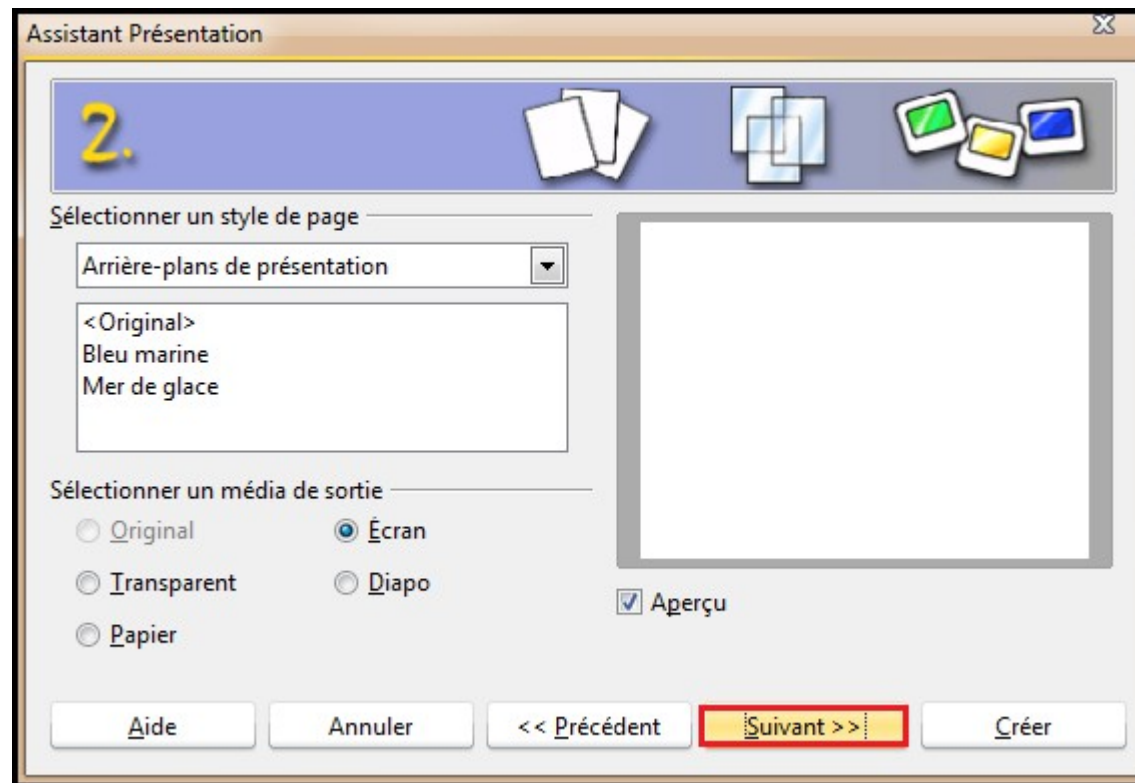 Assistant Présentation
2.
Sélectionner un style de page
Arrière-plans de présentation
<Original>
Bleu marine
Mer de glace
Sélectionner un média de sortie
Original
Écran
Transparent
Diapo
Papier
Aperçu
Aide
Annuler
<< Précédent
Suivant >>
Créer